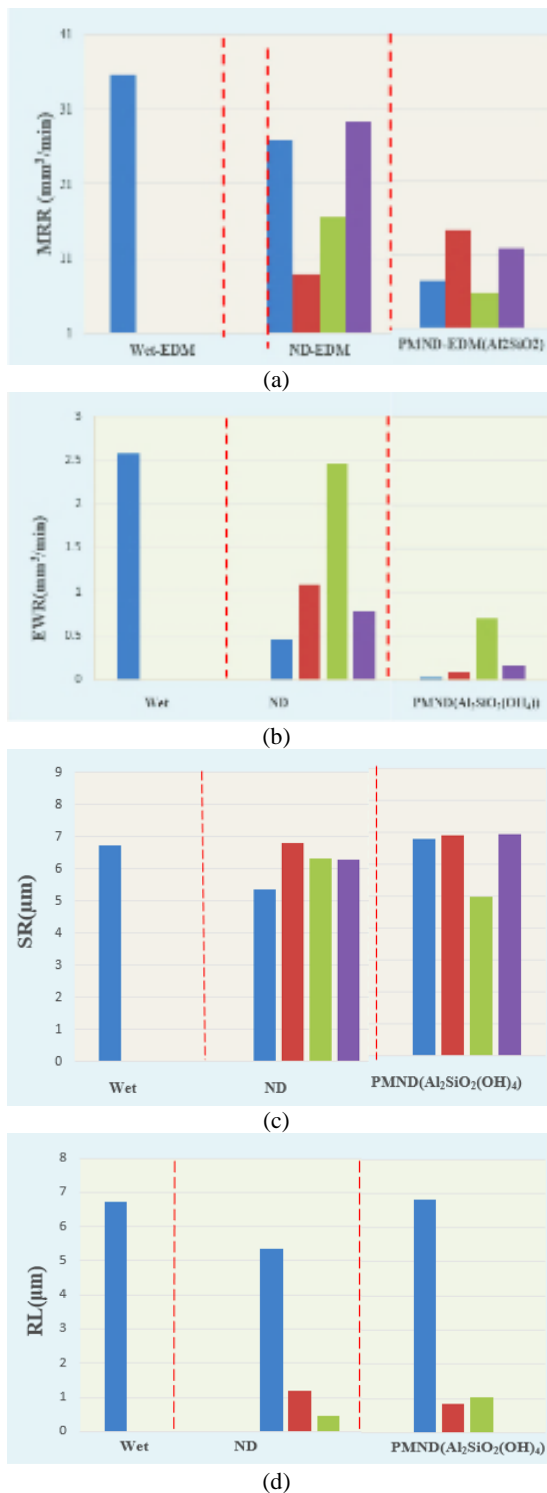 41
31
21
11
1
MRR (mm³/min)
Wet-EDM
ND-EDM
PMND-EDM(Al2SiO2)
(a)
3
2.5
2
1.5
1
0.5
0
EWR(mm³/min)
Wet
ND
PMND(Al₂SiO₂(OH₄))
(b)
9
8
7
6
5
4
3
2
1
0
SR(µm)
Wet
ND
PMND(Al₂SiO₂(OH)₄)
(c)
8
7
6
5
4
3
2
1
0
RL(µm)
Wet
ND
PMND(Al₂SiO₂(OH)₄)
(d)